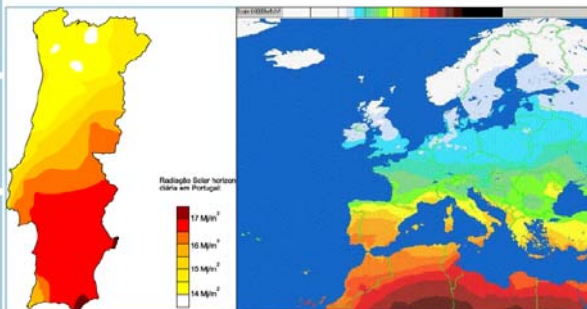 Radiação Solar horizon
diária em Portugal:
17 Mj/m²
16 Mj/m²
15 Mj/m²
14 Mj/m²